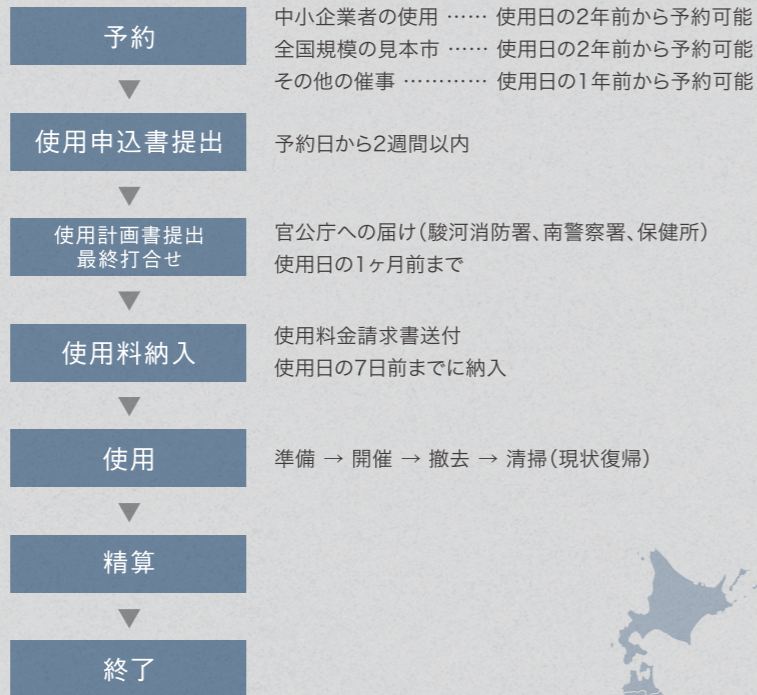 予約
中小企業者の使用 …… 使用日の2年前から予約可能
全国規模の見本市 …… 使用日の2年前から予約可能
その他の催事 ………… 使用日の1年前から予約可能
使用申込書提出
予約日から2週間以内
使用計画書提出
最終打合せ
官公庁への届け(駿河消防署、南警察署、保健所)
使用日の1ヶ月前まで
使用料納入
使用料金請求書送付
使用日の7日前までに納入
使用
準備 → 開催 → 撤去 → 清掃(現状復帰)
精算
終了